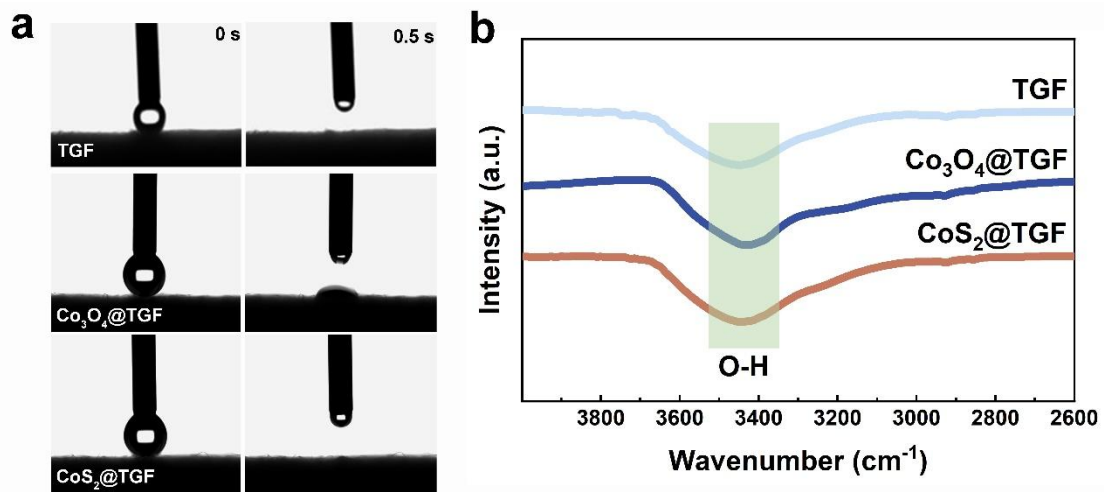 a
0 s
0.5 s
TGF
Co₃O₄@TGF
CoS₂@TGF
b
TGF
Co₃O₄@TGF
CoS₂@TGF
O-H
Intensity (a.u.)
3800 3600 3400 3200 3000 2800 2600
Wavenumber (cm⁻¹)